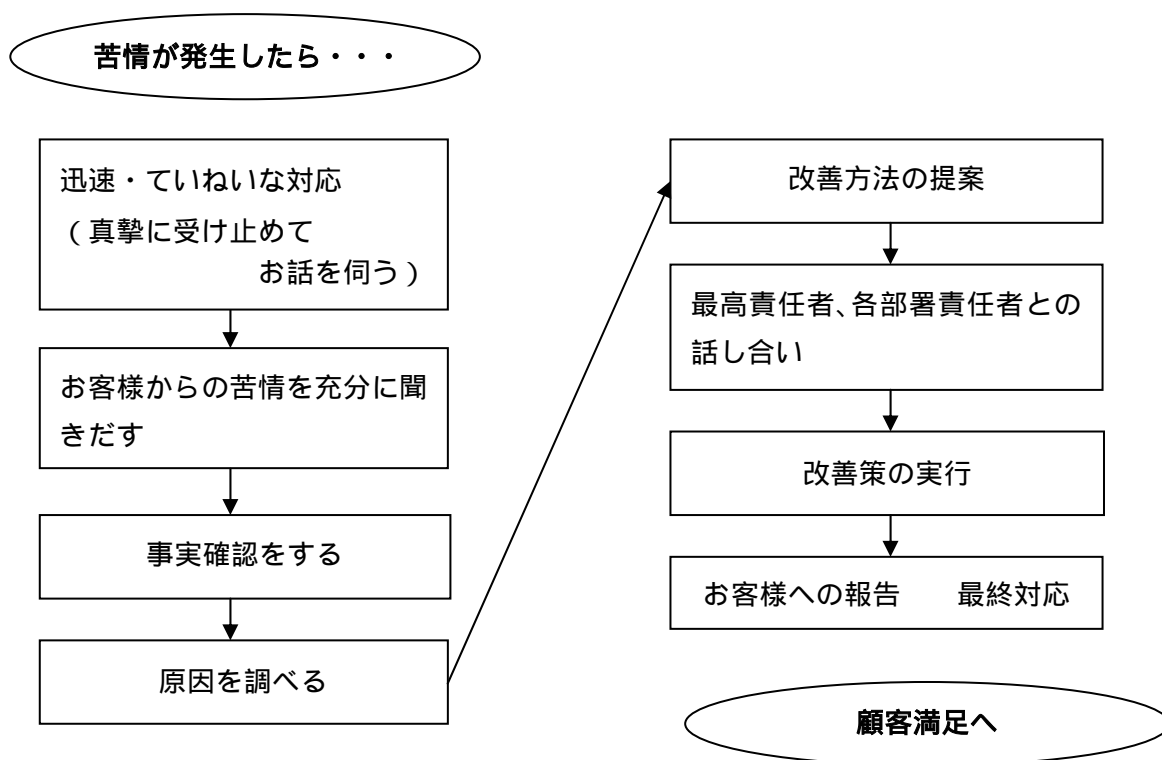 苦情が発生したら・・・
迅速・ていねいな対応
(真摯に受け止めて
お話を伺う)
お客様からの苦情を充分に聞
きだす
事実確認をする
原因を調べる
改善方法の提案
最高責任者、各部署責任者との
話し合い
改善策の実行
お客様への報告　　最終対応
顧客満足へ